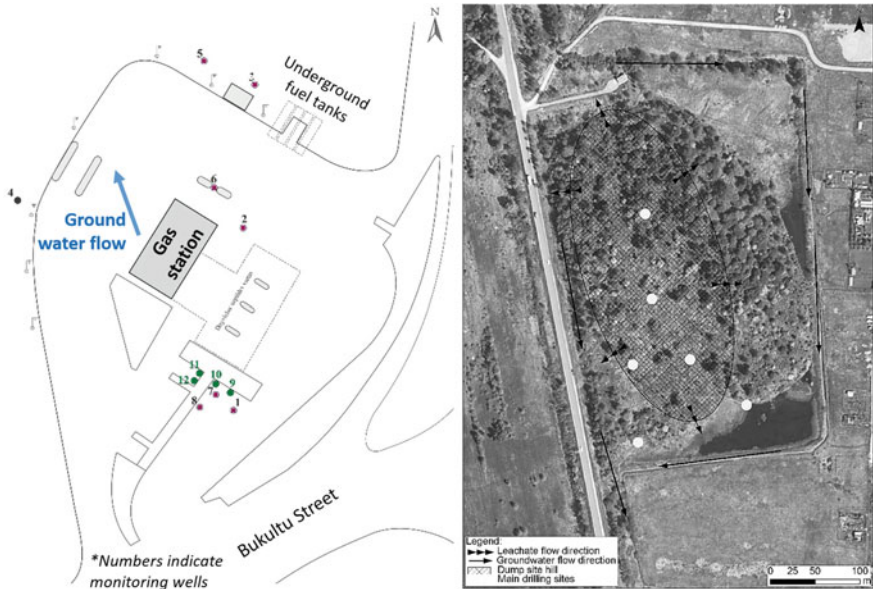 N
5
2
Underground
fuel tanks
6
4
Ground
water flow
Gas
station
2
11
10
12
9
7
8
1
Bukultu Street
*Numbers indicate
monitoring wells
Legend:
Leachate flow direction
Groundwater flow direction
Dump site hill
Main drilling sites
0 25 50 100
m